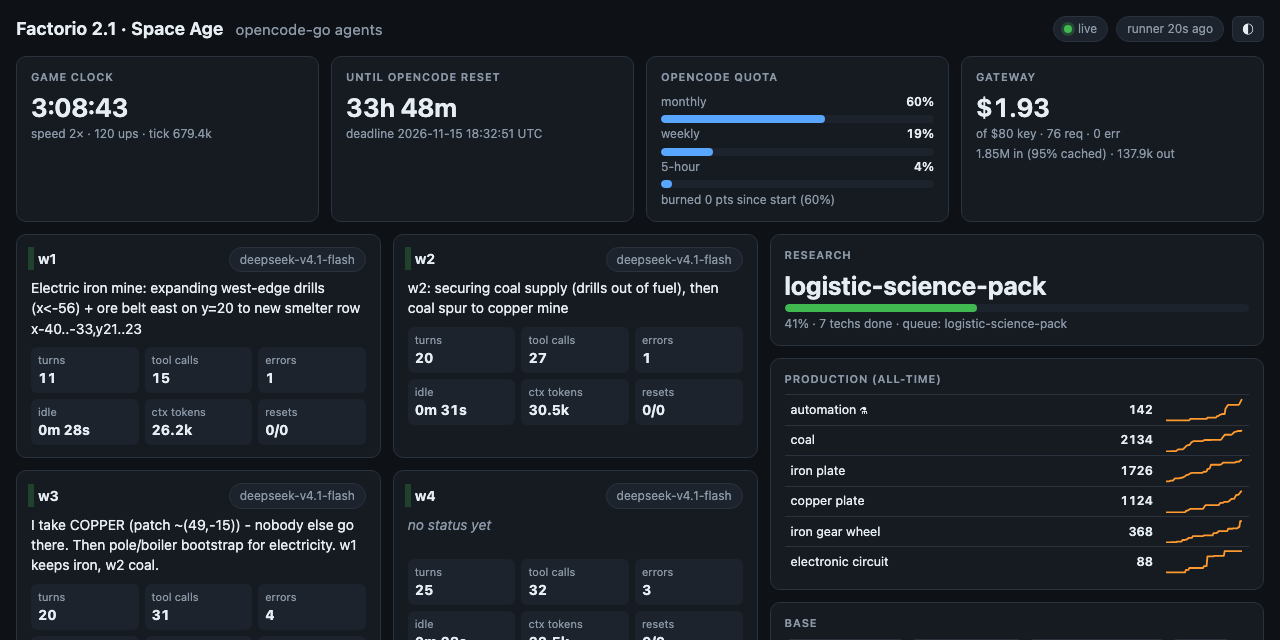 Factorio 2.1 · Space Age opencode-go agents
live
runner 20s ago
GAME CLOCK
3:08:43
speed 2× · 120 ups · tick 679.4k
UNTIL OPENCODE RESET
33h 48m
deadline 2026-11-15 18:32:51 UTC
OPENCODE QUOTA
monthly 60%
weekly 19%
5-hour 4%
burned 0 pts since start (60%)
GATEWAY
$1.93
of $80 key · 76 req · 0 err
1.85M in (95% cached) · 137.9k out
w1 deepseek-v4.1-flash
Electric iron mine: expanding west-edge drills
(x<-56) + ore belt east on y=20 to new smelter row
x-40..-33,y21..23
turns tool calls errors
11 15 1
idle ctx tokens resets
0m 28s 26.2k 0/0
w2 deepseek-v4.1-flash
w2: securing coal supply (drills out of fuel), then
coal spur to copper mine
turns tool calls errors
20 27 1
idle ctx tokens resets
0m 31s 30.5k 0/0
w3 deepseek-v4.1-flash
I take COPPER (patch ~(49,-15)) - nobody else go
there. Then pole/boiler bootstrap for electricity. w1
keeps iron, w2 coal.
turns tool calls errors
20 31 4
w4 deepseek-v4.1-flash
no status yet
turns tool calls errors
25 32 3
idle ctx tokens resets
RESEARCH
logistic-science-pack
41% · 7 techs done · queue: logistic-science-pack
PRODUCTION (ALL-TIME)
automation ⚗ 142
coal 2134
iron plate 1726
copper plate 1124
iron gear wheel 368
electronic circuit 88
BASE